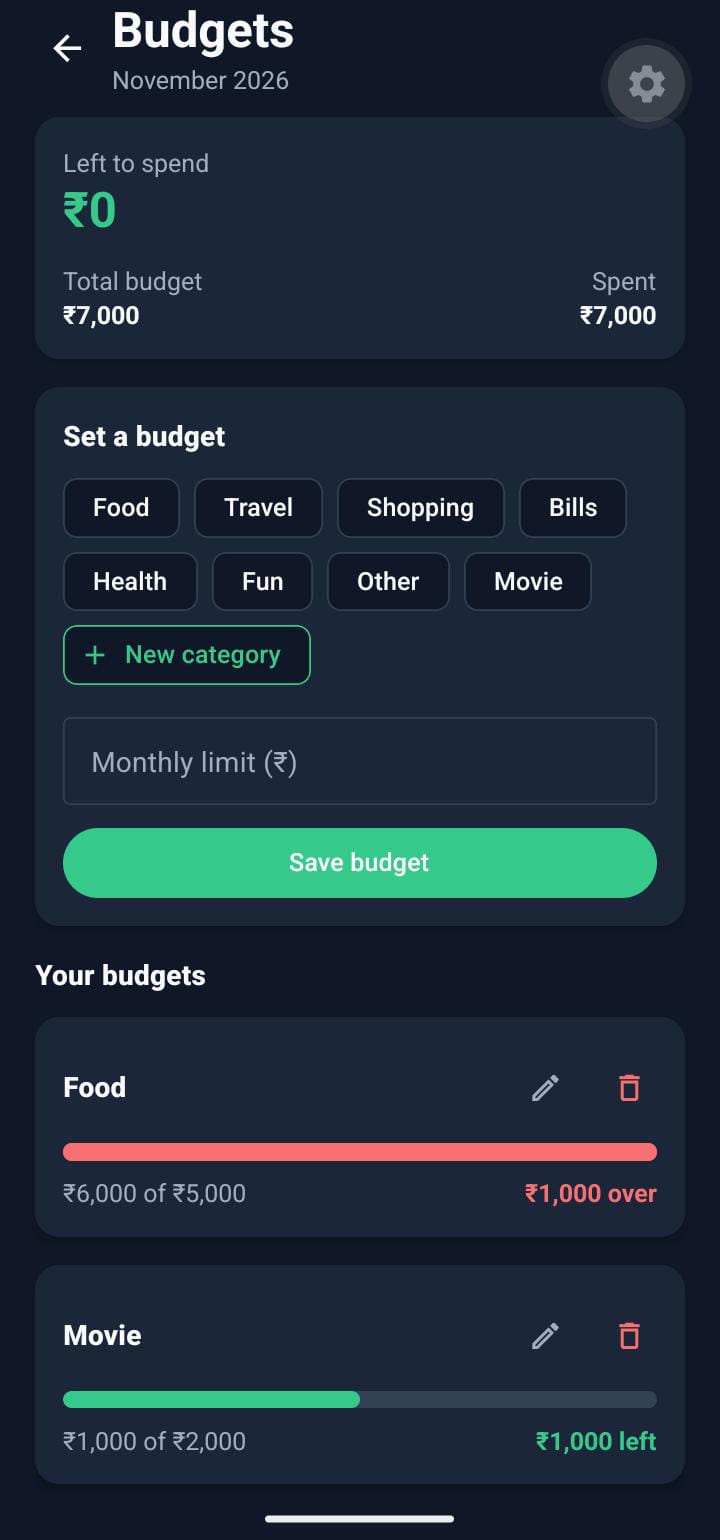 Budgets
November 2026
Left to spend
₹0
Total budget
Spent
₹7,000
₹7,000
Set a budget
Food
Travel
Shopping
Bills
Health
Fun
Other
Movie
+ New category
Monthly limit (₹)
Save budget
Your budgets
Food
₹6,000 of ₹5,000
₹1,000 over
Movie
₹1,000 of ₹2,000
₹1,000 left